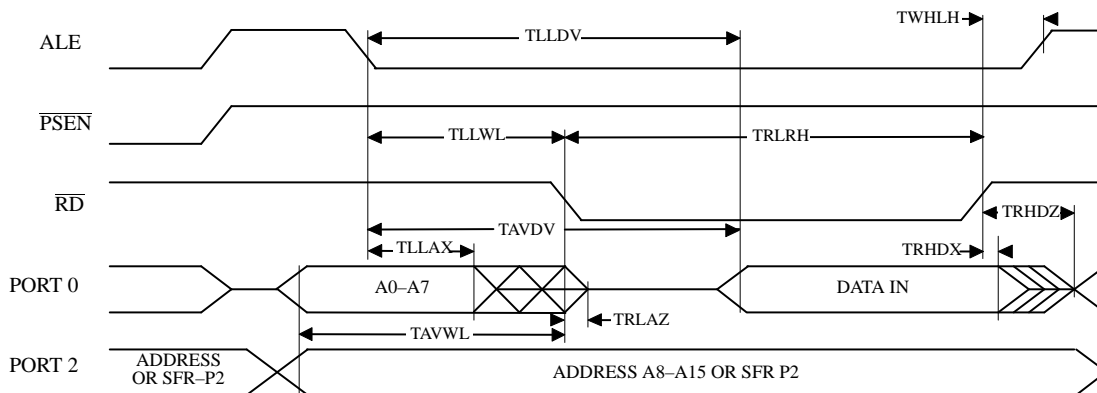 TWHLH
ALE
TLLDV
PSEN
TLLWL
TRLRH
RD
TRHDZ
TAVDV
TLLAX
TRHDX
PORT 0
A0–A7
DATA IN
TRLAZ
TAVWL
PORT 2
ADDRESS
OR SFR–P2
ADDRESS A8–A15 OR SFR P2